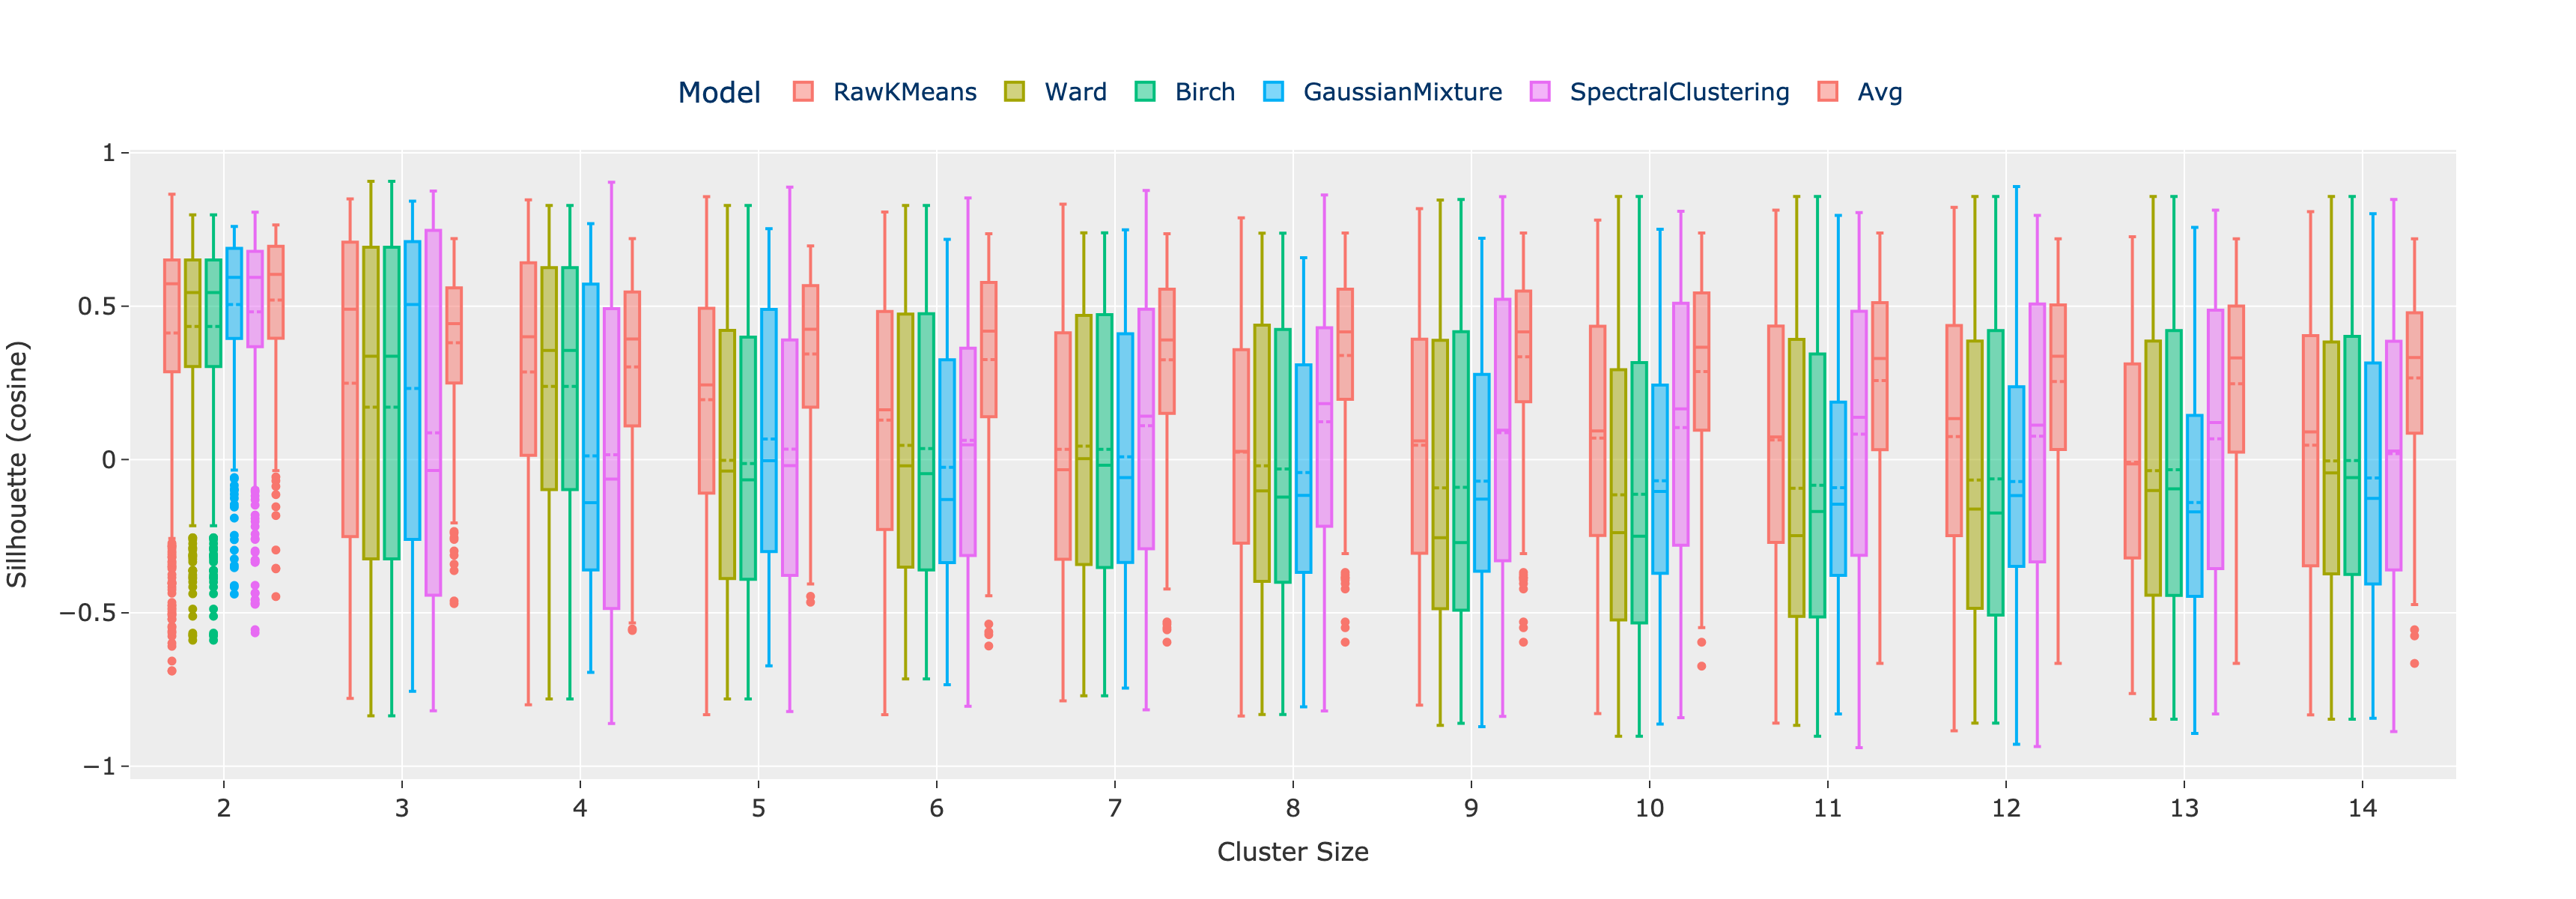 Model RawKMeans Ward Birch GaussianMixture SpectralClustering Avg
1
0.5
0
−0.5
−1
Sillhouette (cosine)
2 3 4 5 6 7 8 9 10 11 12 13 14
Cluster Size